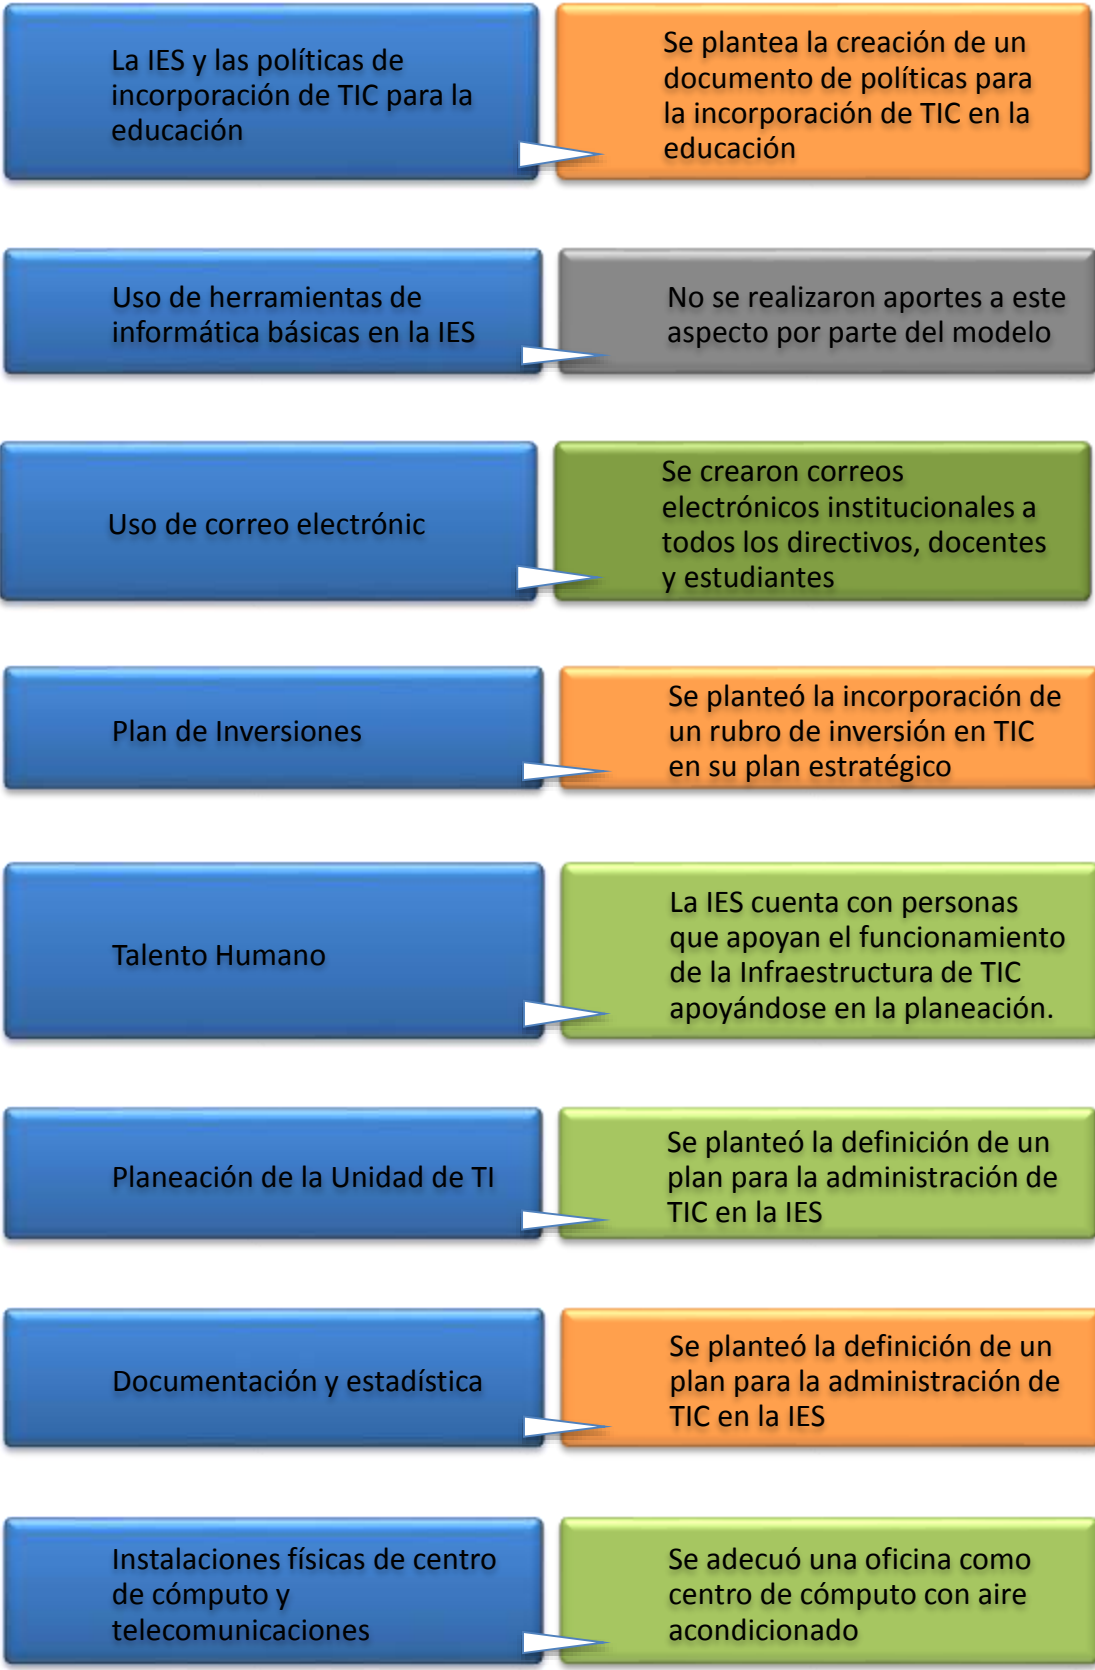 La IES y las políticas de
incorporación de TIC para la
educación
Se plantea la creación de un
documento de políticas para
la incorporación de TIC en la
educación
Uso de herramientas de
informática básicas en la IES
No se realizaron aportes a este
aspecto por parte del modelo
Uso de correo electrónic
Se crearon correos
electrónicos institucionales a
todos los directivos, docentes
y estudiantes
Plan de Inversiones
Se planteó la incorporación de
un rubro de inversión en TIC
en su plan estratégico
Talento Humano
La IES cuenta con personas
que apoyan el funcionamiento
de la Infraestructura de TIC
apoyándose en la planeación.
Planeación de la Unidad de TI
Se planteó la definición de un
plan para la administración de
TIC en la IES
Documentación y estadística
Se planteó la definición de un
plan para la administración de
TIC en la IES
Instalaciones físicas de centro
de cómputo y
telecomunicaciones
Se adecuó una oficina como
centro de cómputo con aire
acondicionado